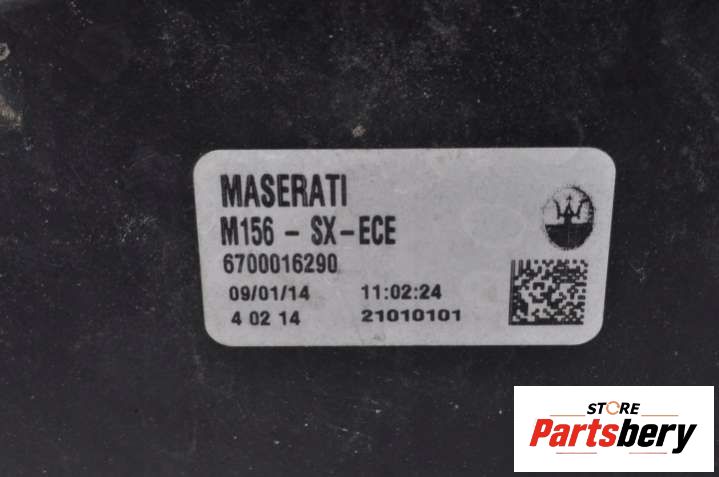 MASERATI
M156 - SX-ECE
6700016290
09/01/14 11:02:24
4 02 14 21010101
STORE
Partsbery